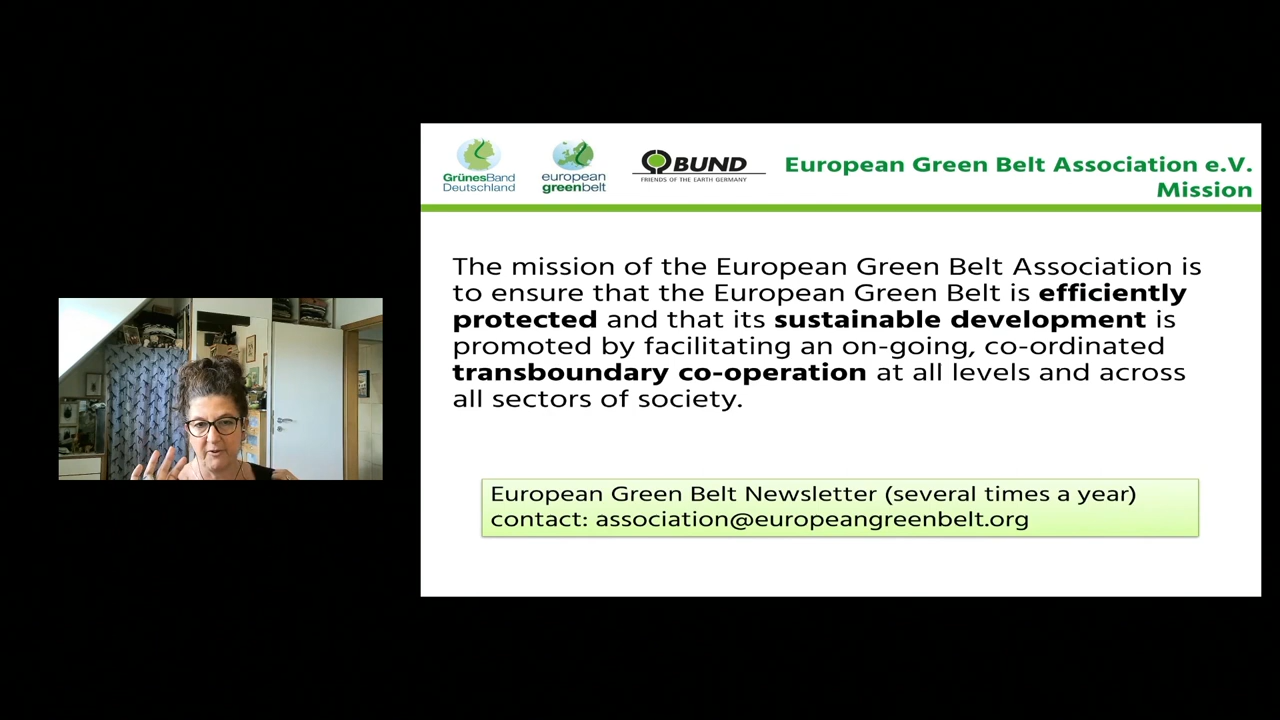 GrünesBand
Deutschland
european
greenbelt
BUND
FRIENDS OF THE EARTH GERMANY
European Green Belt Association e.V.
Mission
The mission of the European Green Belt Association is
to ensure that the European Green Belt is efficiently
protected and that its sustainable development is
promoted by facilitating an on-going, co-ordinated
transboundary co-operation at all levels and across
all sectors of society.
European Green Belt Newsletter (several times a year)
contact: association@europeangreenbelt.org